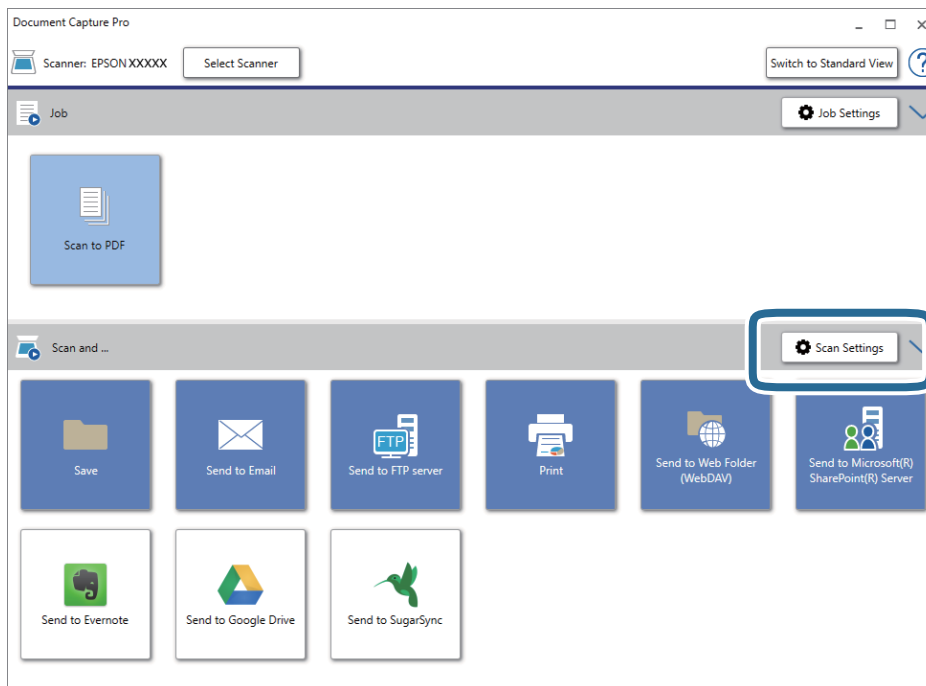 Document Capture Pro
Scanner: EPSON XXXXX
Select Scanner
Switch to Standard View
?
Job
Job Settings
Scan to PDF
Scan and ...
Scan Settings
Save
Send to Email
FTP
Send to FTP server
Print
Send to Web Folder
(WebDAV)
Send to Microsoft(R)
SharePoint(R) Server
Send to Evernote
Send to Google Drive
Send to SugarSync